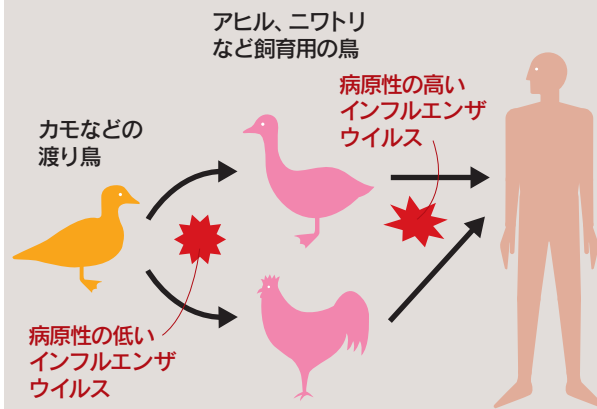 アヒル、ニワトリ
など飼育用の鳥
病原性の高い
インフルエンザ
ウイルス
カモなどの
渡り鳥
病原性の低い
インフルエンザ
ウイルス